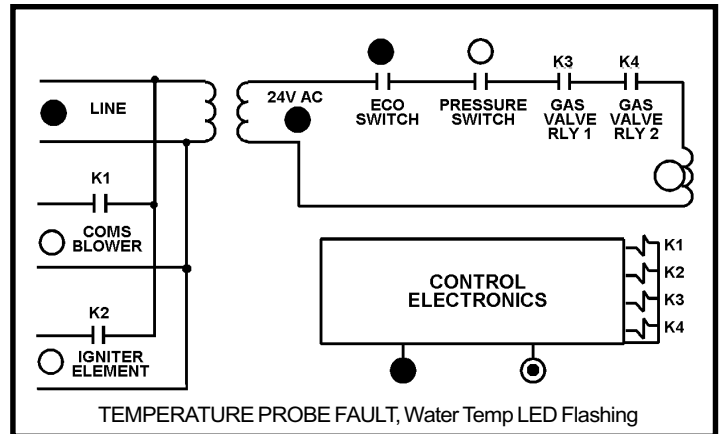 LINE
24V AC
ECO
SWITCH
PRESSURE
SWITCH
K3
GAS
VALVE
RLY 1
K4
GAS
VALVE
RLY 2
K1
COMS
BLOWER
K2
IGNITER
ELEMENT
CONTROL
ELECTRONICS
K1
K2
K3
K4
TEMPERATURE PROBE FAULT, Water Temp LED Flashing